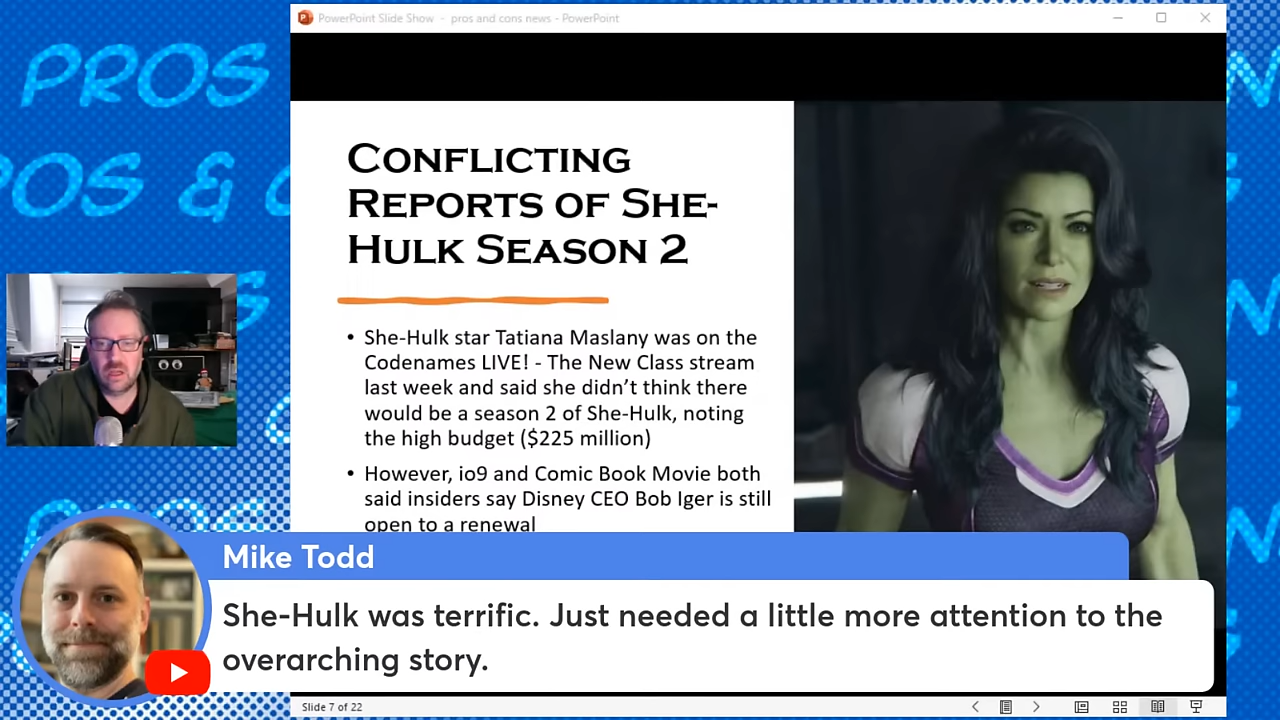 PowerPoint Slide Show - pros and cons news - PowerPoint
PROS
OS & C
CONFLICTING
REPORTS OF SHE-
HULK SEASON 2
• She-Hulk star Tatiana Maslany was on the
Codenames LIVE! - The New Class stream
last week and said she didn't think there
would be a season 2 of She-Hulk, noting
the high budget ($225 million)
• However, io9 and Comic Book Movie both
said insiders say Disney CEO Bob Iger is still
open to a renewal
Mike Todd
She-Hulk was terrific. Just needed a little more attention to the
overarching story.
Slide 7 of 22